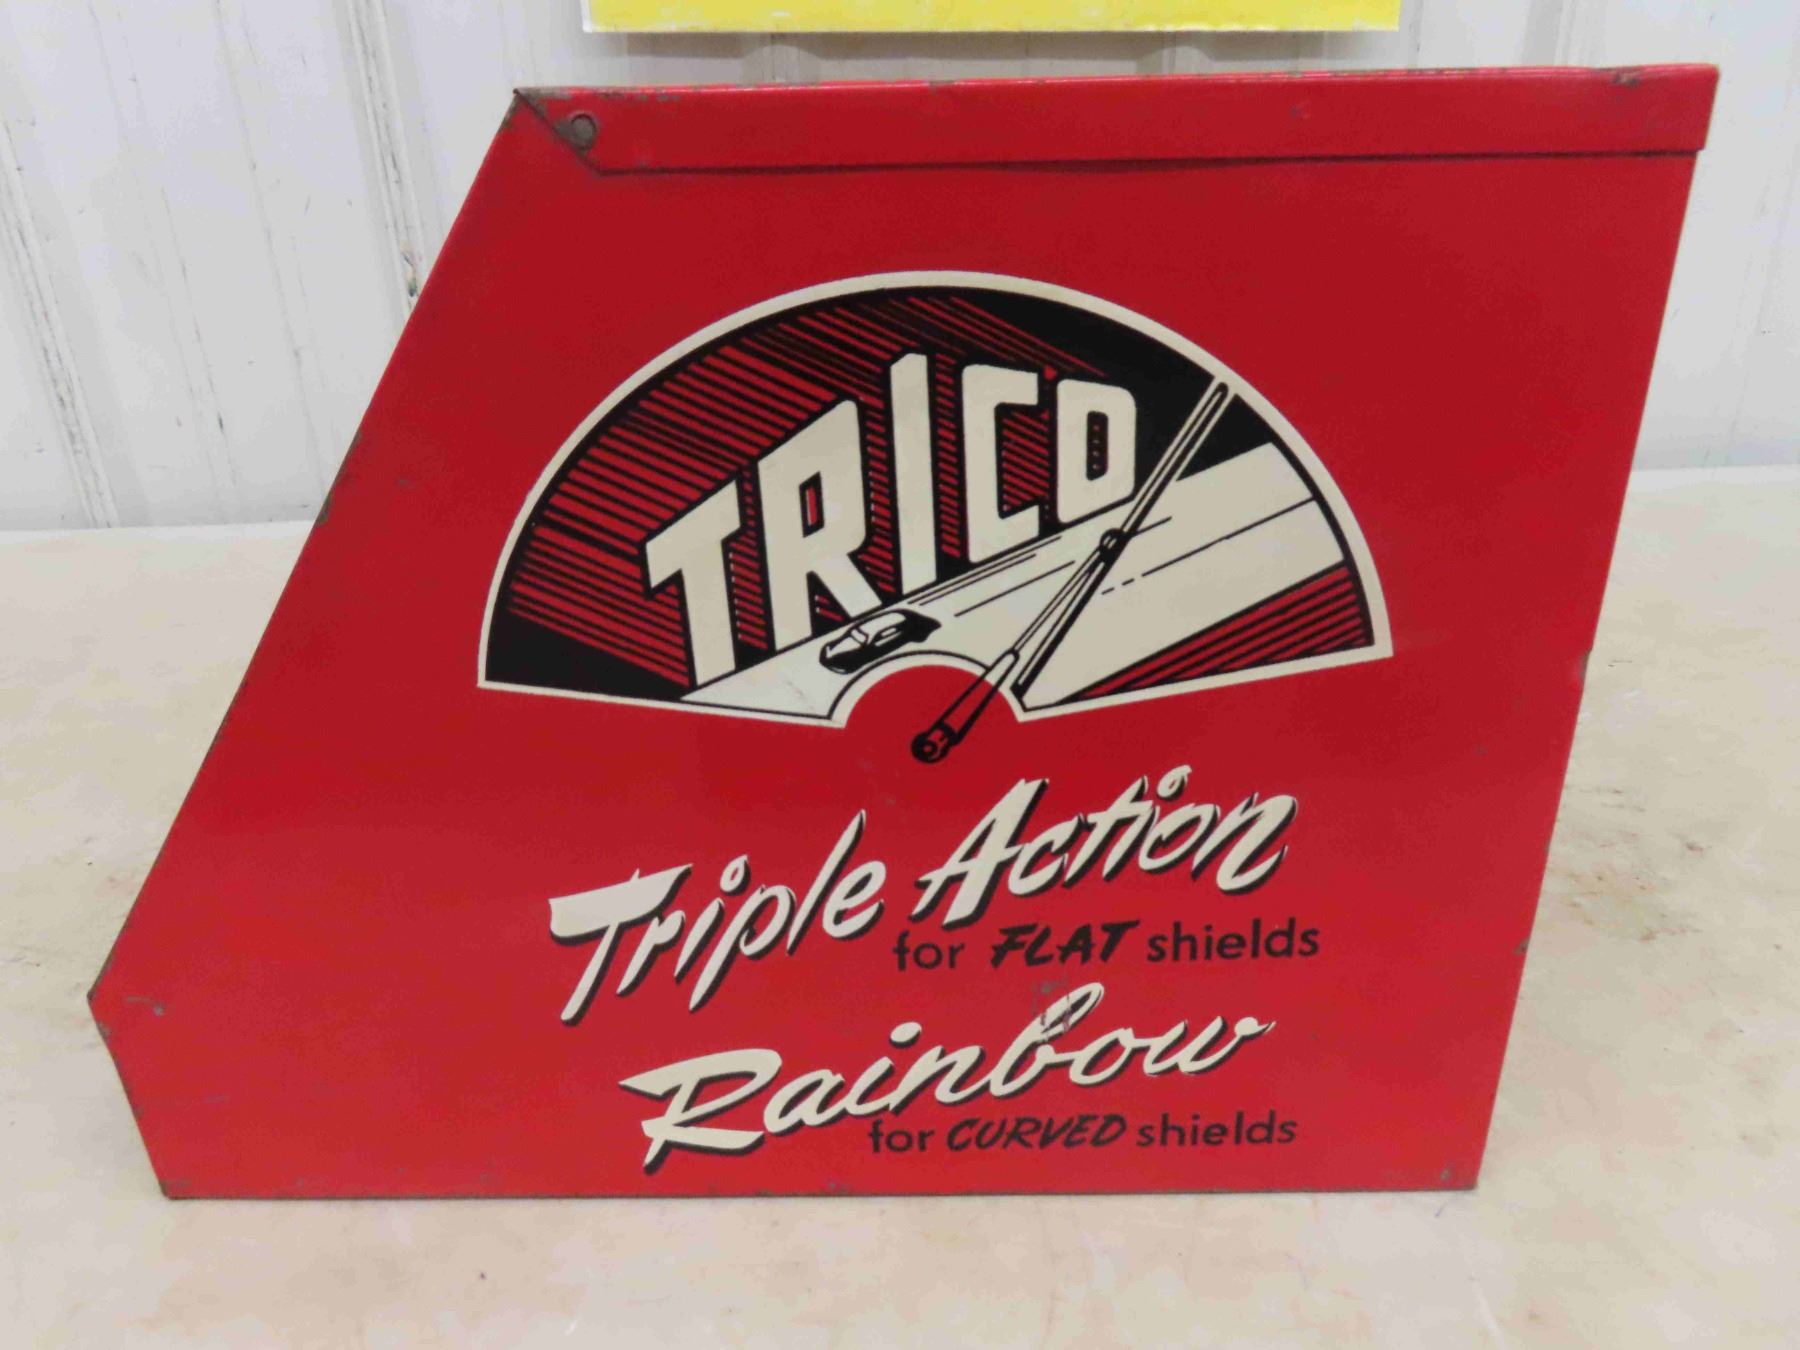 TRICO
Triple Action
for FLAT shields
Rainbow
for CURVED shields